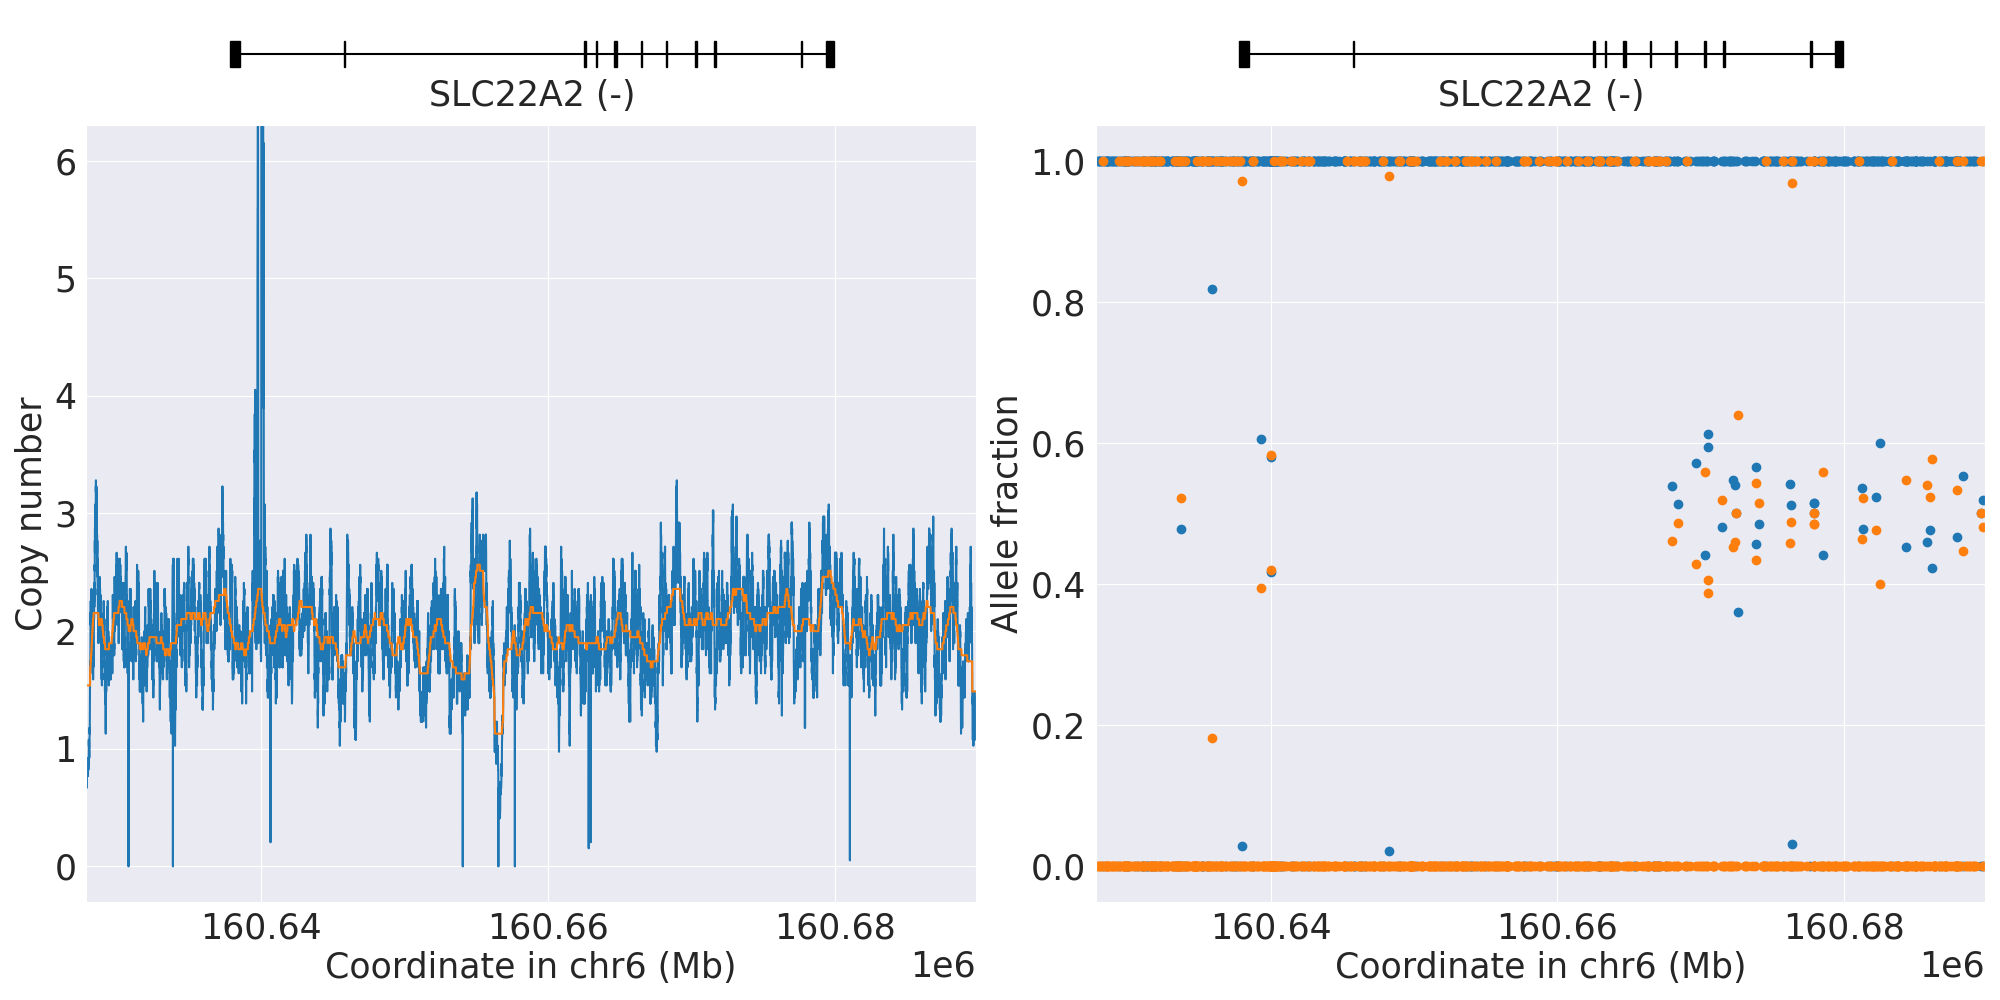 SLC22A2 (-)
6
5
4
3
2
1
0
Copy number
160.64 160.66 160.68
Coordinate in chr6 (Mb) 1e6
SLC22A2 (-)
1.0
0.8
0.6
0.4
0.2
0.0
Allele fraction
160.64 160.66 160.68
Coordinate in chr6 (Mb) 1e6